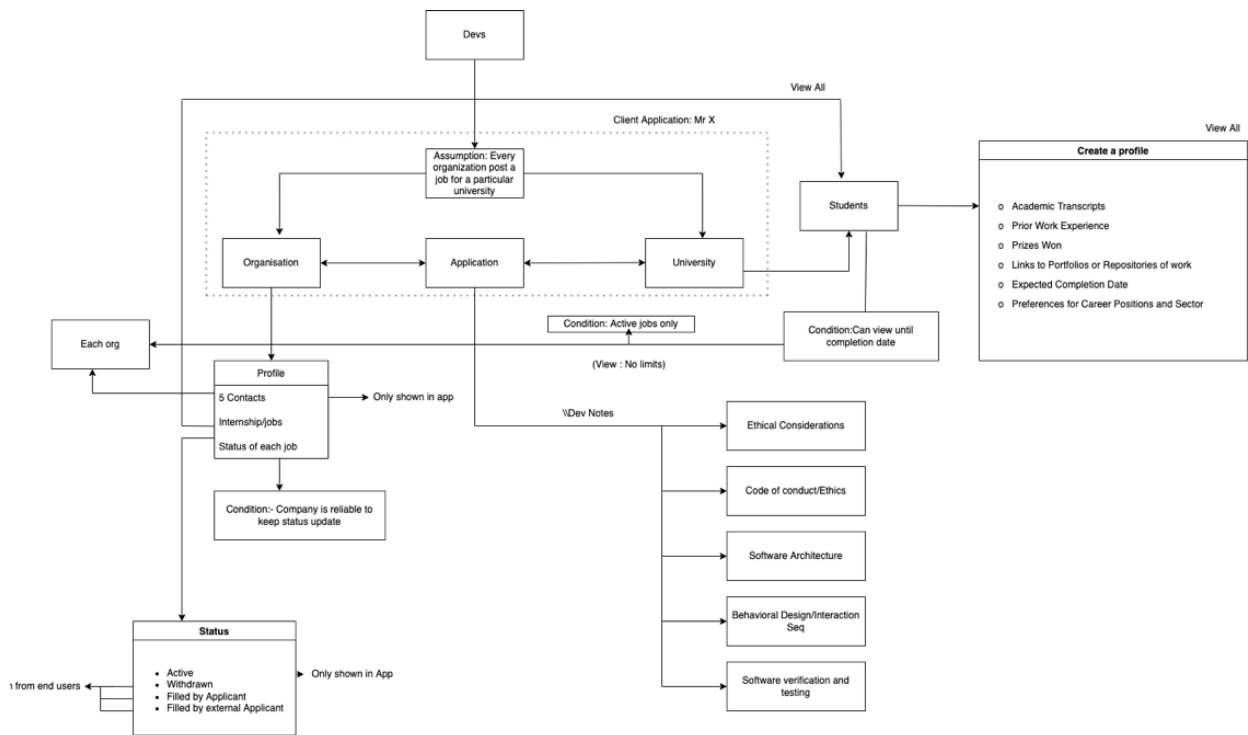 Devs
View All
Client Application: Mr X
View All
Assumption: Every
organization post a
job for a particular
university
Create a profile
Students
o Academic Transcripts
o Prior Work Experience
o Prizes Won
o Links to Portfolios or Repositories of work
o Expected Completion Date
o Preferences for Career Positions and Sector
Organisation
Application
University
Condition: Active jobs only
Condition:Can view until
completion date
Each org
(View : No limits)
Profile
5 Contacts
Internship/jobs
Status of each job
Only shown in app
\\Dev Notes
Ethical Considerations
Code of conduct/Ethics
Condition:- Company is reliable to
keep status update
Software Architecture
Behavioral Design/Interaction
Seq
Software verification and
testing
Status
• Active
• Withdrawn
• Filled by Applicant
• Filled by external Applicant
Only shown in App
from end users